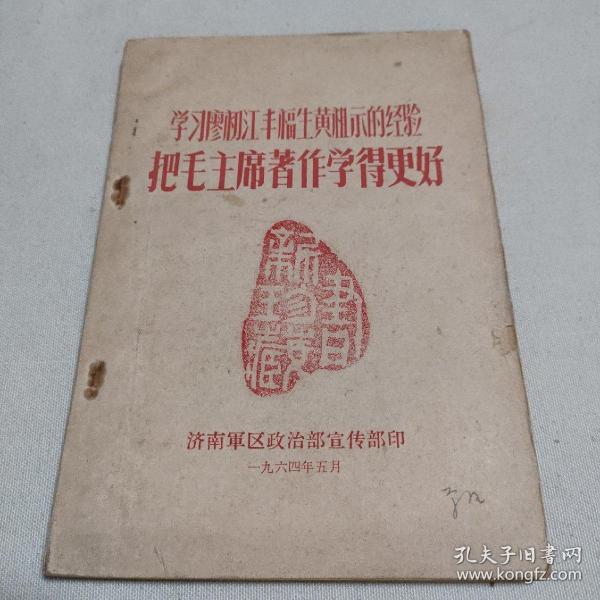 学习廖初江丰福生黄祖示的经验
把毛主席著作学得更好
济南軍区政治部宣传部印
一九六四年五月
孔夫子旧书网
www.kongfz.com